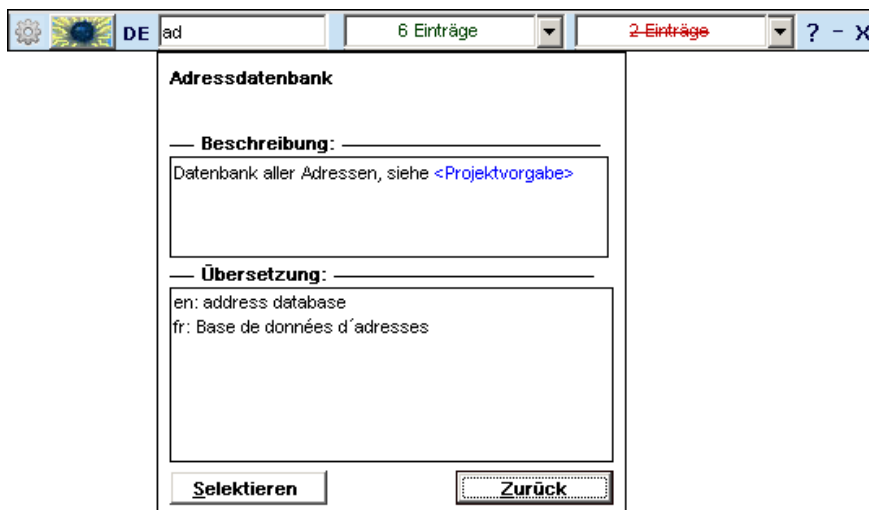 DE ad 6 Einträge 2 Einträge ? - X
Adressdatenbank
Beschreibung:
Datenbank aller Adressen, siehe <Projektvorgabe>
Übersetzung:
en: address database
fr: Base de données d´adresses
Selektieren Zurück